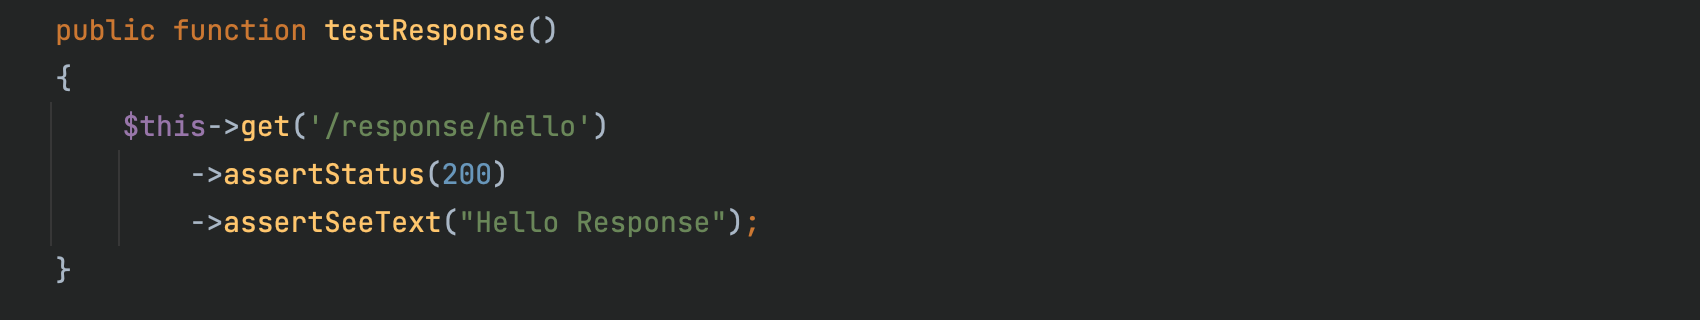 public function testResponse()
{
    $this->get('/response/hello')
        ->assertStatus(200)
        ->assertSeeText("Hello Response");
}